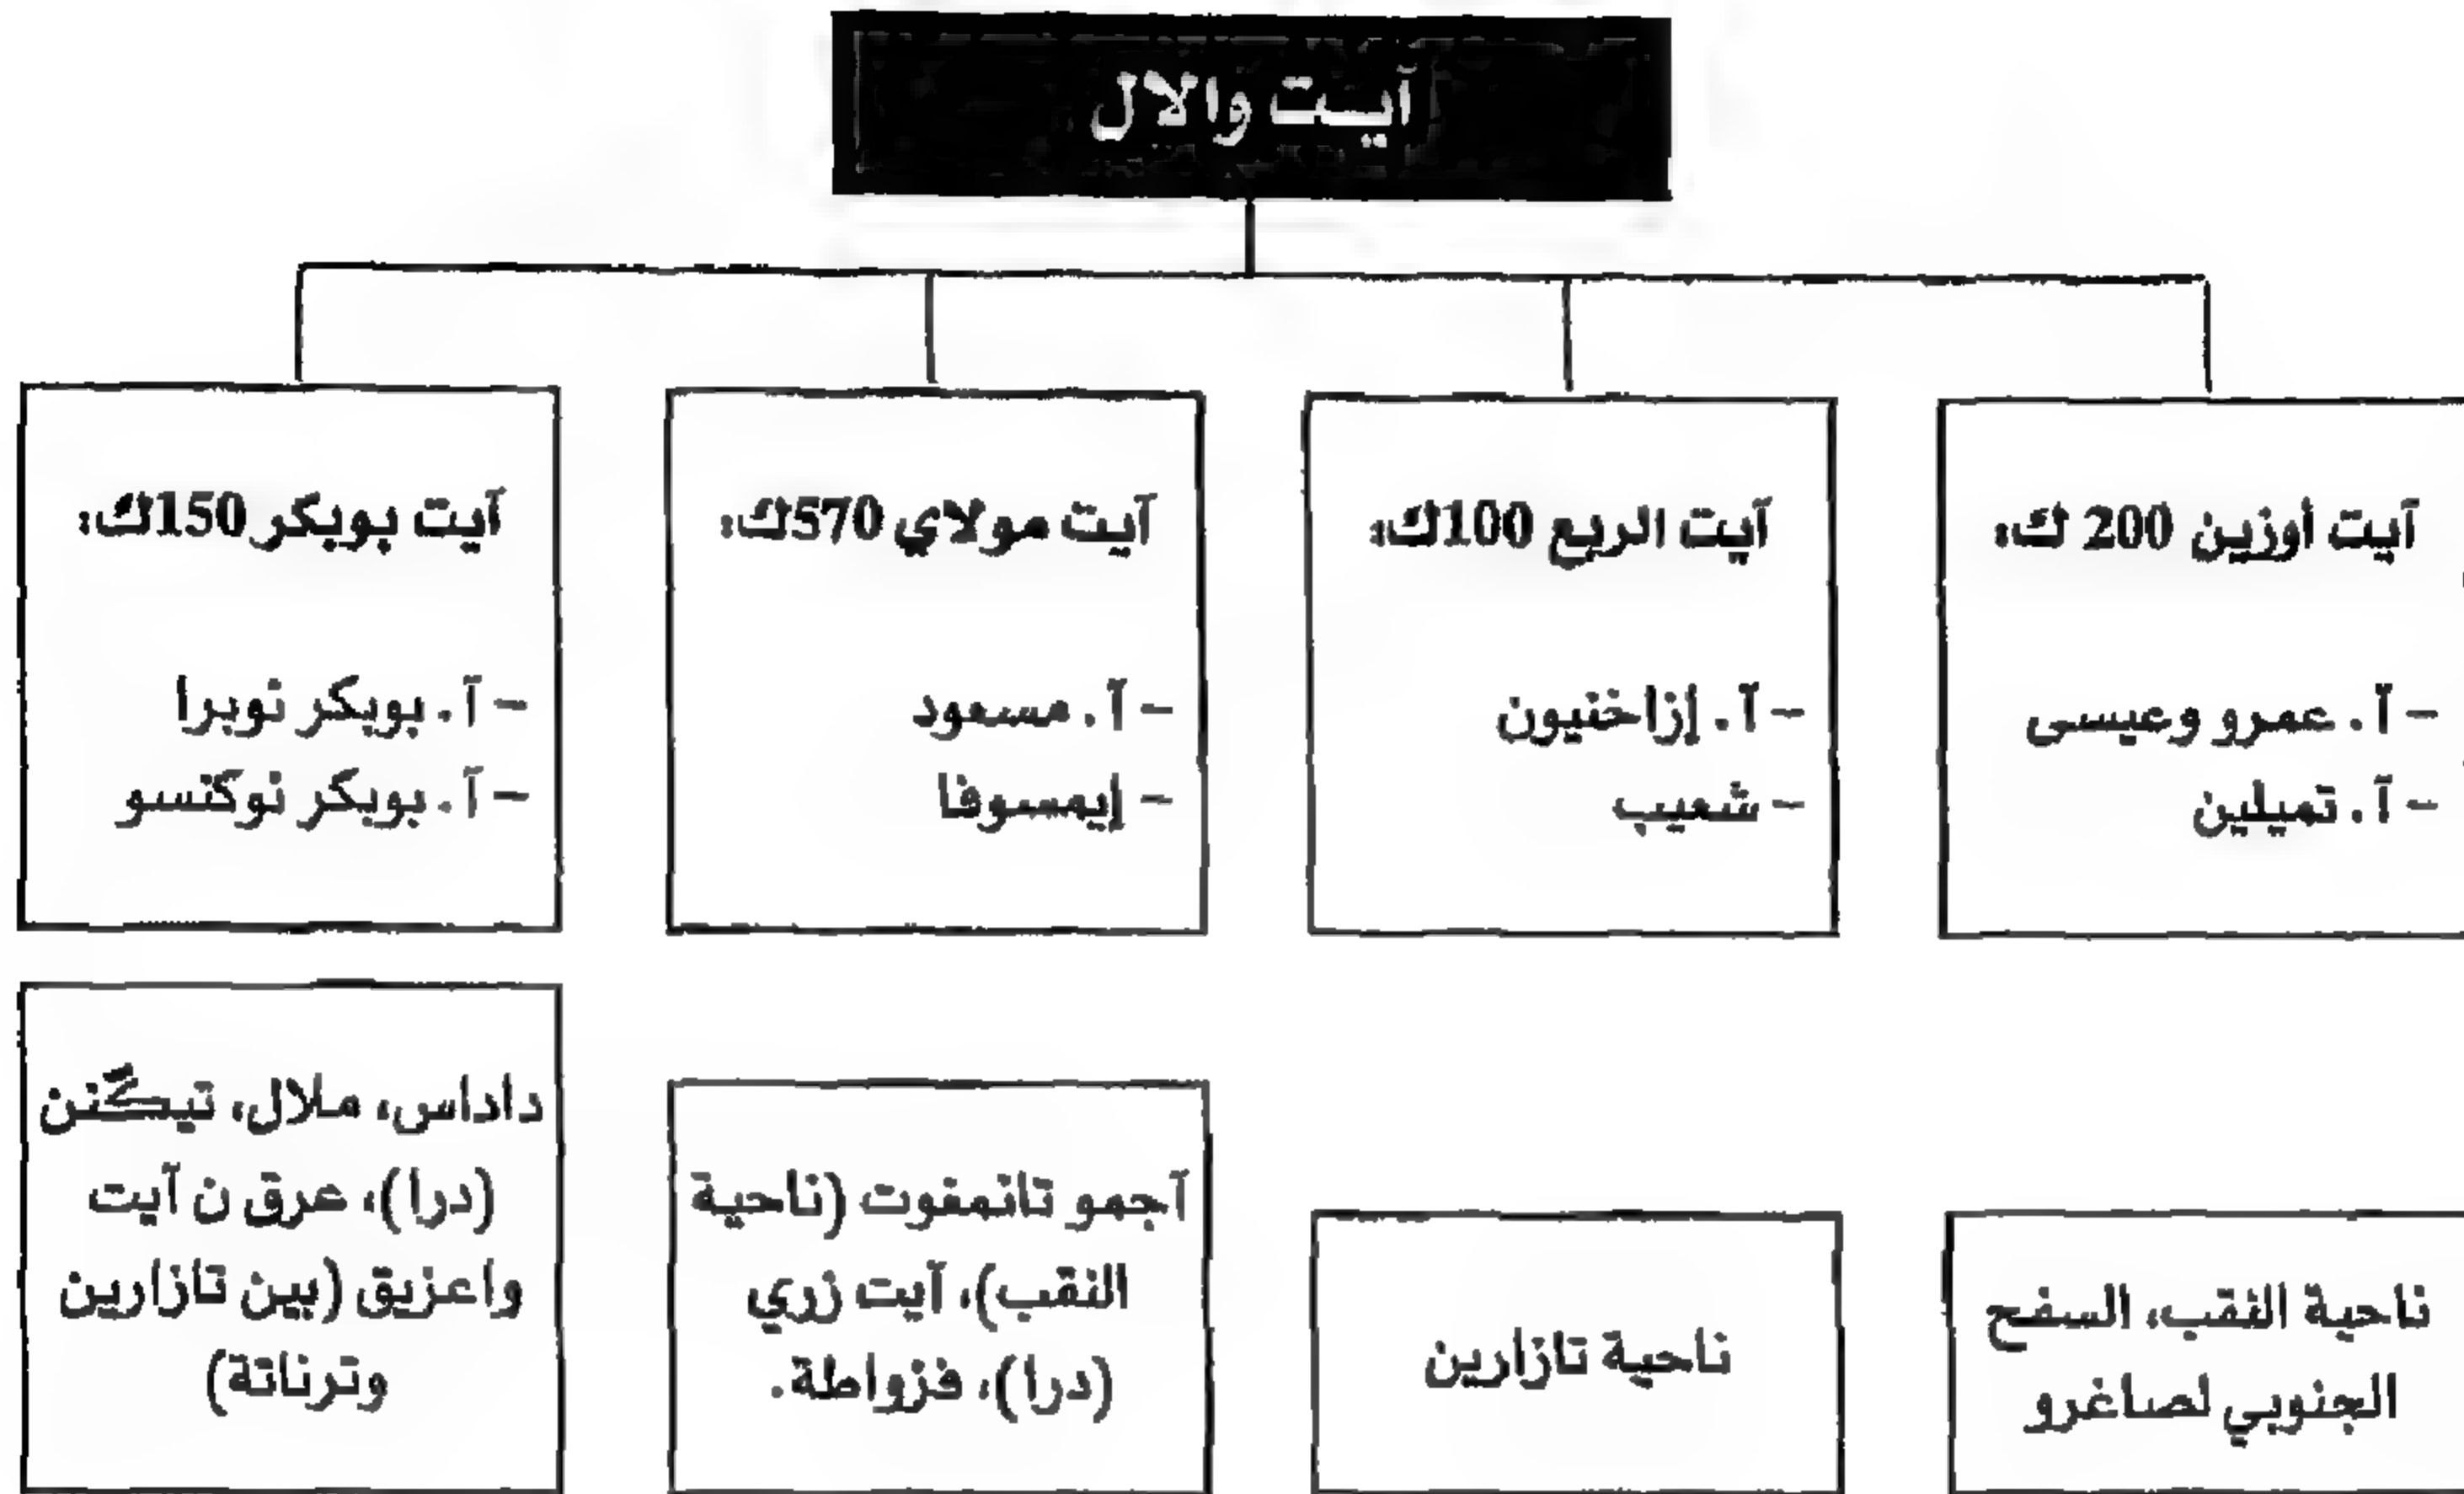 آيت والال
آيت أوزين 200 ك:
- آ. عمرو وعيسى
- آ. تميلين
آيت الربع 100ك:
- آ. إزاخنيون
- شعيب
آيت مولاي 570ك:
- آ. مسعود
- إيمسوفا
آيت بوبكر 150ك:
- آ. بوبكر نوبرا
- آ. بوبكر نوكنسو
ناحية النقب، السفح
الجنوبي لصاغرو
ناحية تازارين
آجمو تانمفوت (ناحية
النقب)، آيت زري
(درا)، فزواطة.
داداس، ملال، تيكَنن
(درا)، عرق ن آيت
واعزيق (بين تازارين
وترناتة)